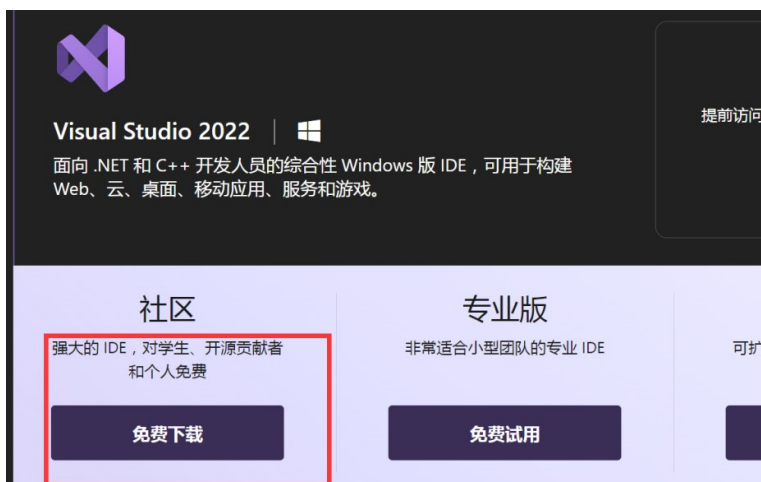 Visual Studio 2022
提前访问
面向 .NET 和 C++ 开发人员的综合性 Windows 版 IDE，可用于构建
Web、云、桌面、移动应用、服务和游戏。
社区
强大的 IDE，对学生、开源贡献者
和个人免费
免费下载
专业版
非常适合小型团队的专业 IDE
免费试用
可扩